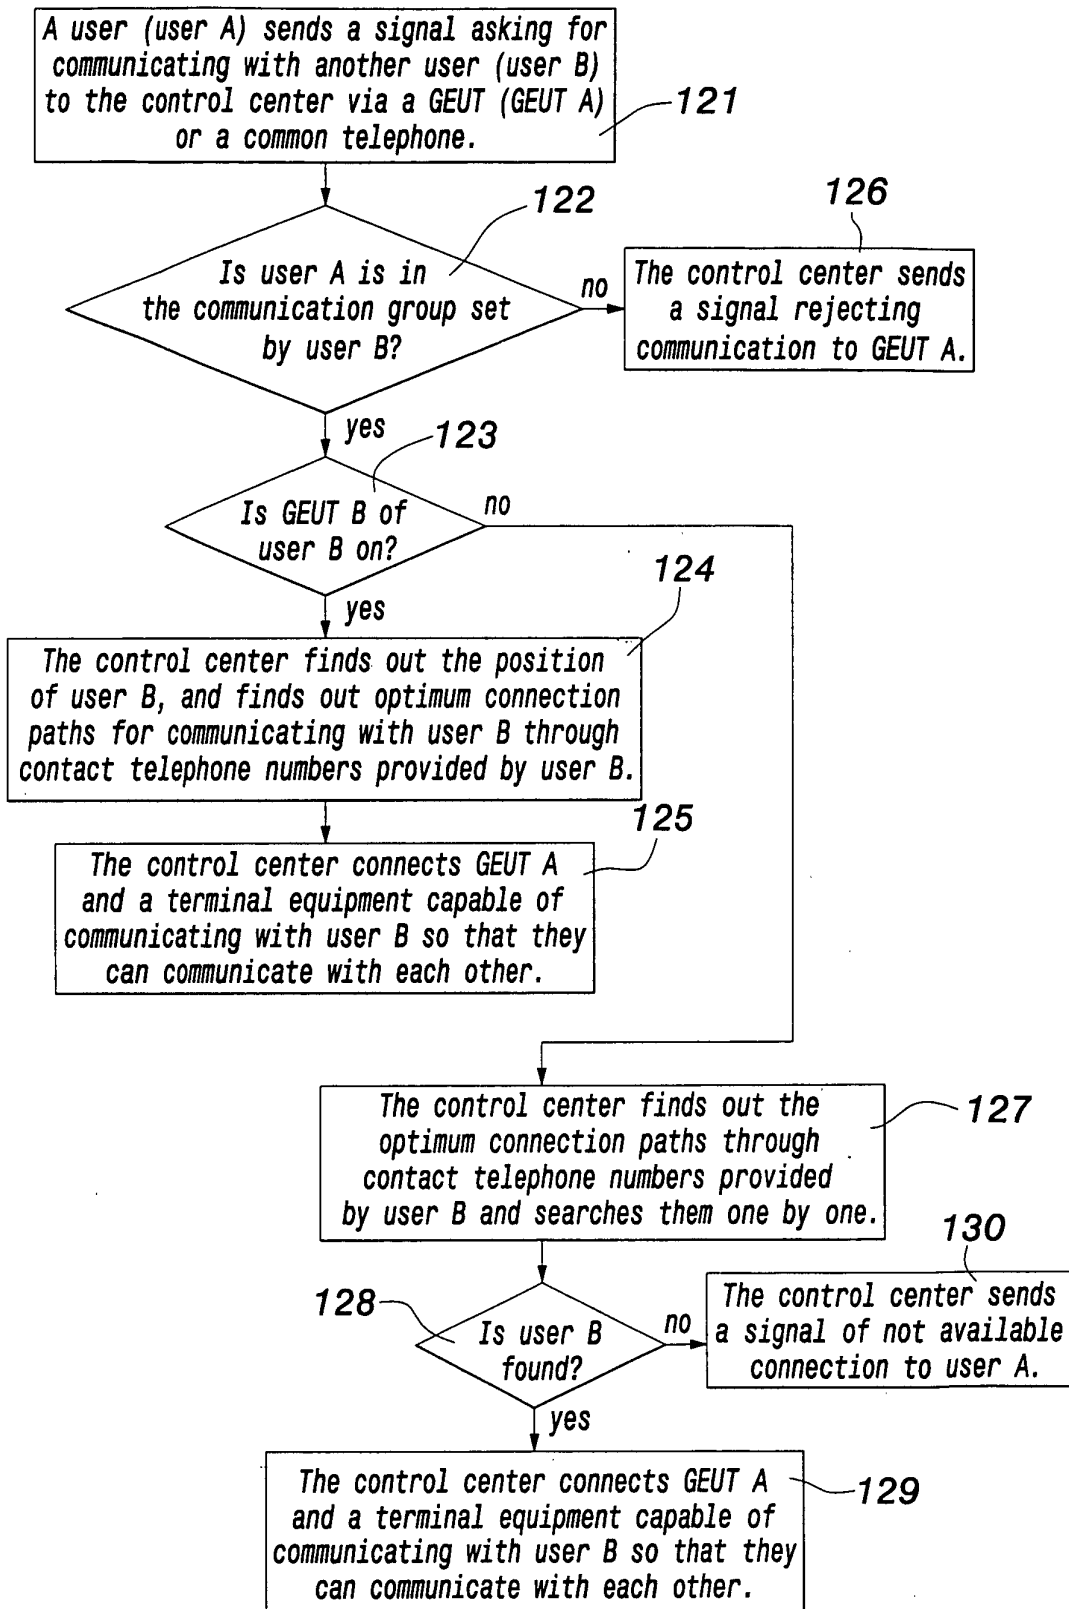 A user (user A) sends a signal asking for
communicating with another user (user B)
to the control center via a GEUT (GEUT A)
or a common telephone.
121
122
126
Is user A is in
the communication group set
by user B?
no
The control center sends
a signal rejecting
communication to GEUT A.
yes
123
Is GEUT B of
user B on?
no
yes
124
The control center finds out the position
of user B, and finds out optimum connection
paths for communicating with user B through
contact telephone numbers provided by user B.
125
The control center connects GEUT A
and a terminal equipment capable of
communicating with user B so that they
can communicate with each other.
The control center finds out the
optimum connection paths through
contact telephone numbers provided
by user B and searches them one by one.
127
130
128
Is user B
found?
no
The control center sends
a signal of not available
connection to user A.
yes
The control center connects GEUT A
and a terminal equipment capable of
communicating with user B so that they
can communicate with each other.
129